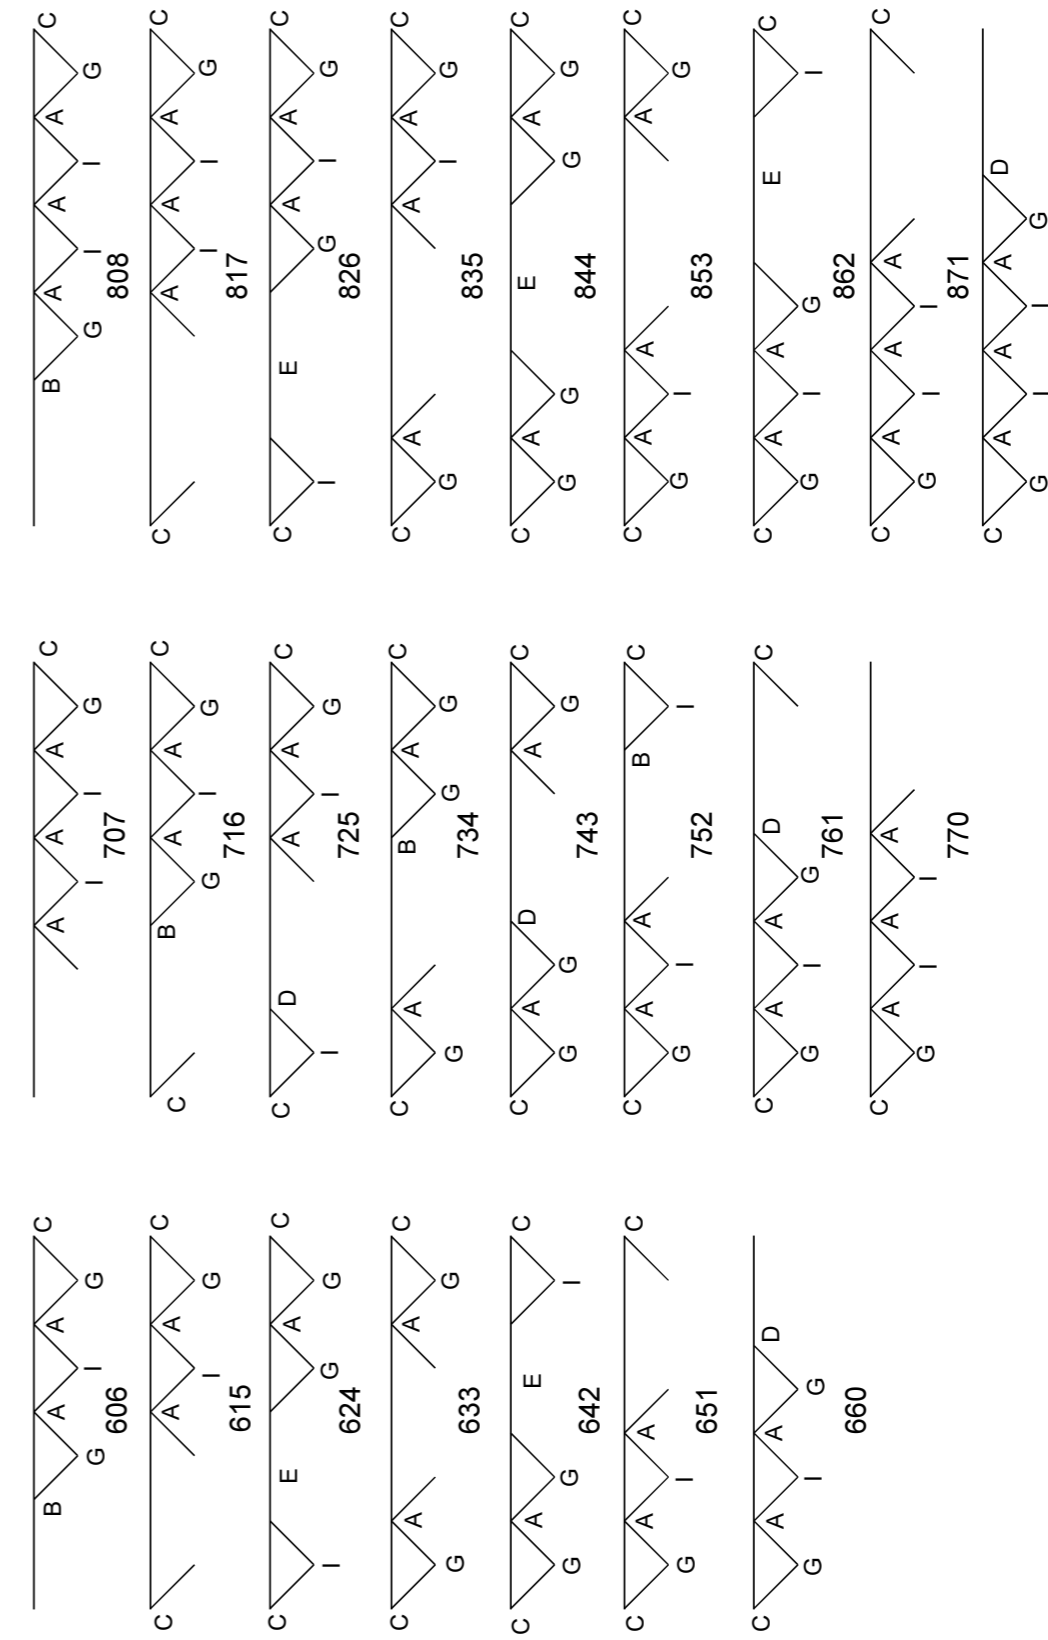 B A A C
G I G
606
C A A C
I G
615
C E A C
I G G
624
C A A C
G G
633
C A E C
G G I
642
C A A C
G I
651
C A A D
G I G
660
A A A C
I I G
707
C B A A C
G I G
716
C D A A C
I I G
725
C A B A C
G G G
734
C A D A C
G G G
743
C A A B C
G I I
752
C A A D C
G I G
761
C A A A
G I I
770
B A A A C
G I I G
808
C A A A C
I I G
817
C E A A C
I G I G
826
C A A A C
G I G
835
C A E A C
G G G G
844
C A A A C
G I G
853
C A A E C
G I G I
862
C A A A C
G I I
871
C A A A D
G I I G